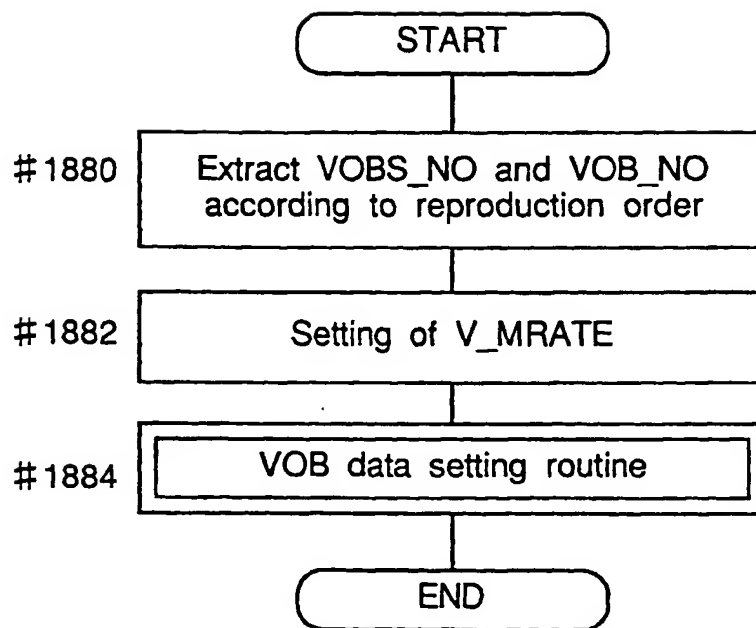 START
#1880
Extract VOBS_NO and VOB_NO
according to reproduction order
#1882
Setting of V_MRATE
#1884
VOB data setting routine
END